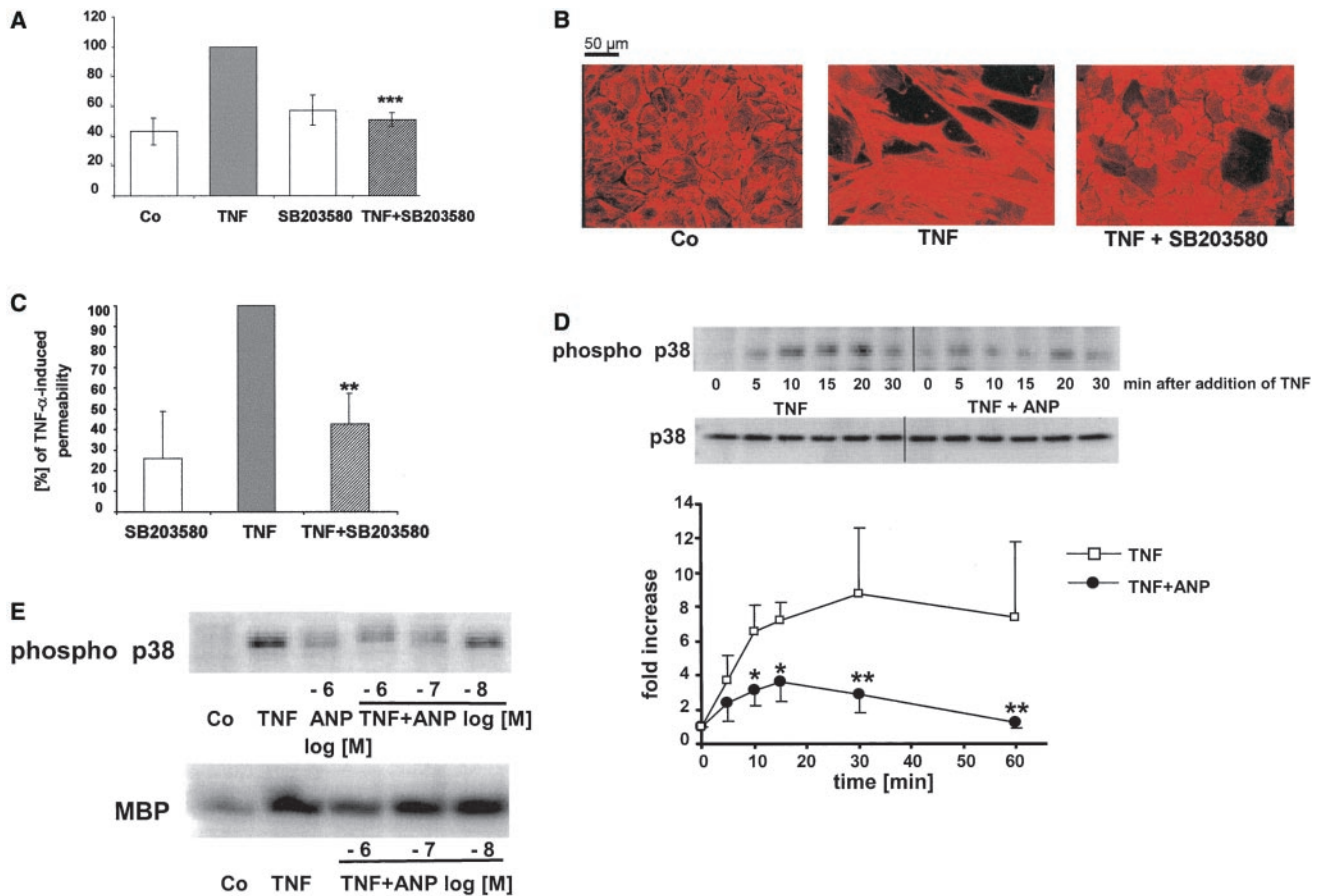 A
120
100
80
60
40
20
0
***
Co TNF SB203580 TNF+SB203580
B
50 µm
Co TNF TNF + SB203580
C
[%] of TNF-α-induced
permeability
100
90
80
70
60
50
40
30
20
10
0
**
SB203580 TNF TNF+SB203580
D
phospho p38
0 5 10 15 20 30 0 5 10 15 20 30 min after addition of TNF
TNF TNF + ANP
p38
fold increase
14
12
10
8
6
4
2
0
* * ** **
0 10 20 30 40 50 60
time [min]
TNF
TNF+ANP
E
phospho p38
- 6 - 6 - 7 - 8
Co TNF ANP TNF+ANP log [M]
log [M]
MBP
- 6 - 7 - 8
Co TNF TNF+ANP log [M]